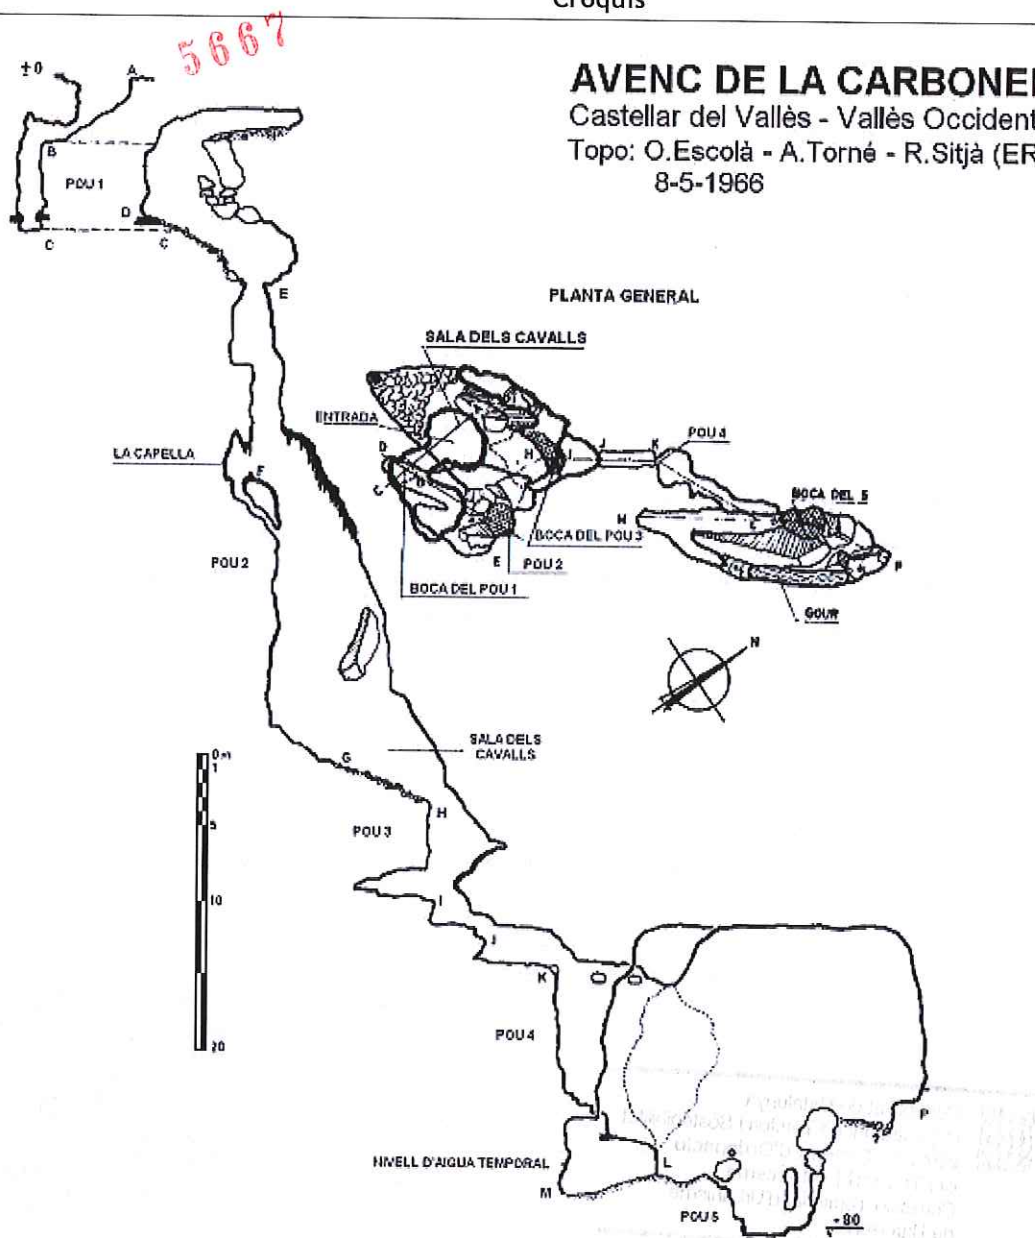 Croquis
5667
AVENC DE LA CARBONE
Castellar del Vallès - Vallès Occident
Topo: O.Escolà - A.Torné - R.Sitjà (ER
8-5-1966
±0
A
B
POU 1
D
C
C
E
PLANTA GENERAL
SALA DELS CAVALLS
ENTRADA
D
C
B
H
I
J
K
POU 4
BOCA DEL 5
M
L
P
GOUR
BOCA DEL POU 3
E
POU 2
BOCA DEL POU 1
N
LA CAPELLA
F
POU 2
SALA DELS
CAVALLS
G
H
0 m
1
5
10
20
POU 3
I
J
K
POU 4
P
?
NIVELL D'AIGUA TEMPORAL
L
M
POU 5
-80